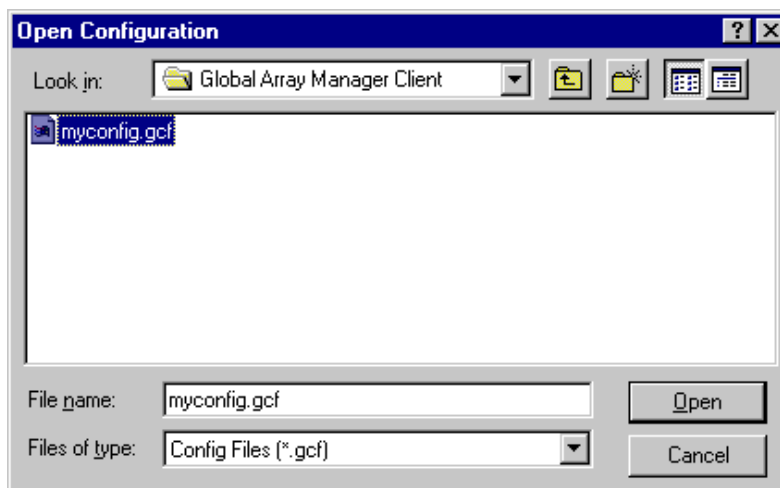 Open Configuration
Look in: Global Array Manager Client
myconfig.gcf
File name: myconfig.gcf Open
Files of type: Config Files (*.gcf) Cancel